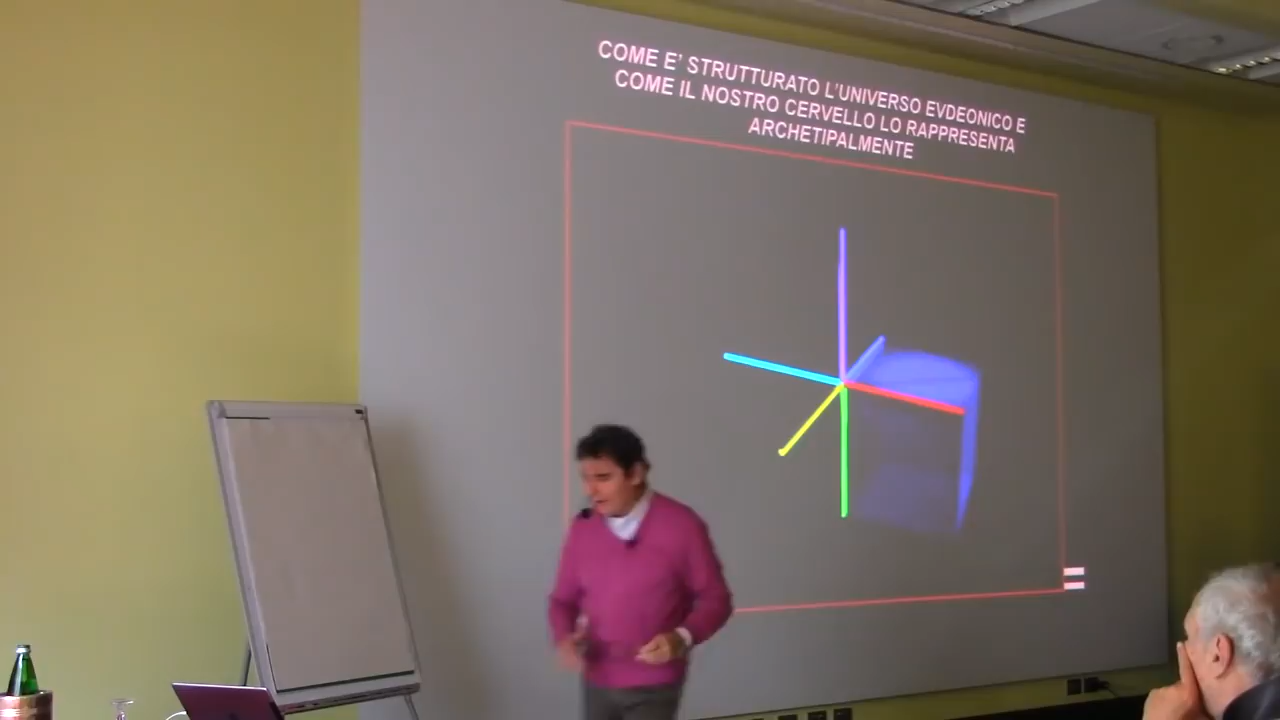 COME E' STRUTTURATO L'UNIVERSO EVDEONICO E
COME IL NOSTRO CERVELLO LO RAPPRESENTA
ARCHETIPALMENTE